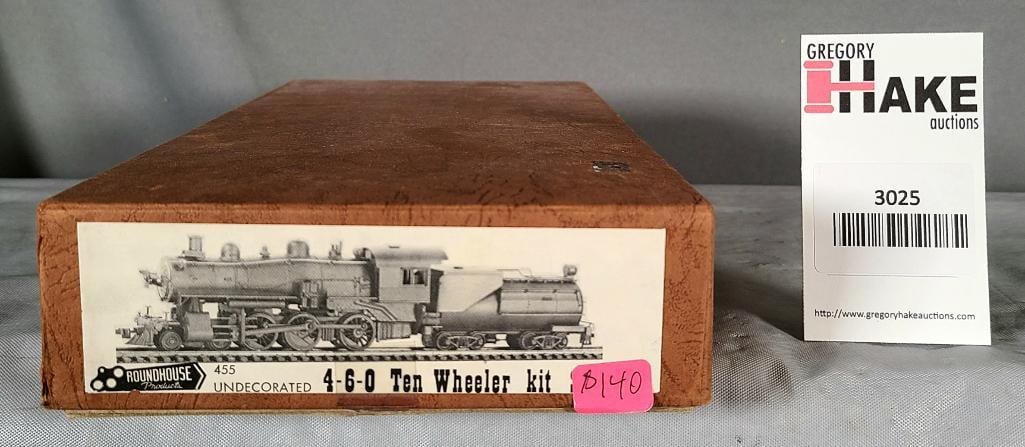 GREGORY
HAKE
auctions
3025
http://www.gregoryhakeauctions.com
ROUNDHOUSE
Products
455
UNDECORATED
4-6-0 Ten Wheeler kit
$140